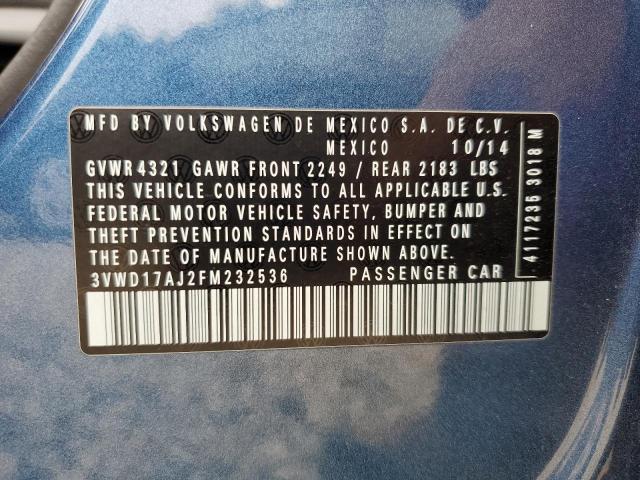 MFD BY VOLKSWAGEN DE MEXICO S.A. DE C.V.
MEXICO 10/14
GVWR 4321 GAWR FRONT 2249 / REAR 2183 LBS
THIS VEHICLE CONFORMS TO ALL APPLICABLE U.S.
FEDERAL MOTOR VEHICLE SAFETY, BUMPER AND
THEFT PREVENTION STANDARDS IN EFFECT ON
THE DATE OF MANUFACTURE SHOWN ABOVE.
3VWD17AJ2FM232536 PASSENGER CAR
4117236 3018 M